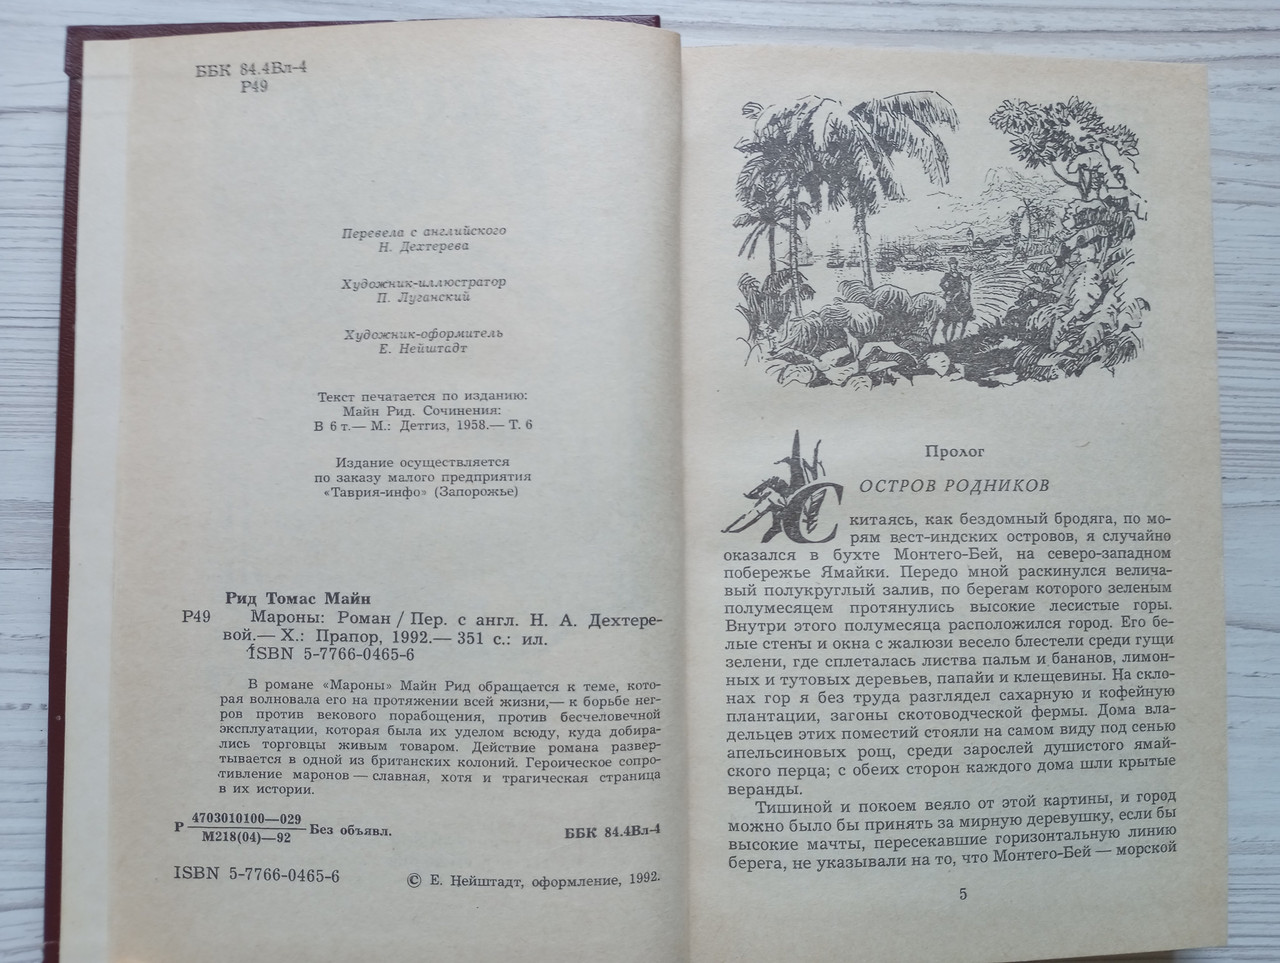 ББК 84.4Вл-4
Р49
Перевела с английского
Н. Дехтерева
Художник-иллюстратор
П. Луганский
Художник-оформитель
Е. Нейштадт
Текст печатается по изданию:
Майн Рид. Сочинения:
В 6 т.— М.: Детгиз, 1958.— Т. 6
Издание осуществляется
по заказу малого предприятия
«Таврия-инфо» (Запорожье)
Рид Томас Майн
Р49 Мароны: Роман / Пер. с англ. Н. А. Дехтере-
вой.— Х.: Прапор, 1992.— 351 с.: ил.
ISBN 5-7766-0465-6
В романе «Мароны» Майн Рид обращается к теме, кото-
рая волновала его на протяжении всей жизни,— к борьбе нег-
ров против векового порабощения, против бесчеловечной
эксплуатации, которая была их уделом всюду, куда добира-
лись торговцы живым товаром. Действие романа развер-
тывается в одной из британских колоний. Героическое сопро-
тивление маронов — славная, хотя и трагическая страница
в их истории.
Р 4703010100—029
М218(04)—92 Без объявл. ББК 84.4Вл-4
ISBN 5-7766-0465-6 © Е. Нейштадт, оформление, 1992.
Пролог
ОСТРОВ РОДНИКОВ
Скитаясь, как бездомный бродяга, по мо-
рям вест-индских островов, я случайно
оказался в бухте Монтего-Бей, на северо-западном
побережье Ямайки. Передо мной раскинулся велича-
вый полукруглый залив, по берегам которого зеленым
полумесяцем протянулись высокие лесистые горы.
Внутри этого полумесяца расположился город. Его бе-
лые стены и окна с жалюзи весело блестели среди гущи
зелени, где сплеталась листва пальм и бананов, лимон-
ных и тутовых деревьев, папайи и клещевины. На скло-
нах гор я без труда разглядел сахарную и кофейную
плантации, загоны скотоводческой фермы. Дома вла-
дельцев этих поместий стояли на самом виду под сенью
апельсиновых рощ, среди зарослей душистого ямай-
ского перца; с обеих сторон каждого дома шли крытые
веранды.
Тишиной и покоем веяло от этой картины, и город
можно было бы принять за мирную деревушку, если бы
высокие мачты, пересекавшие горизонтальную линию
берега, не указывали на то, что Монтего-Бей — морской
5